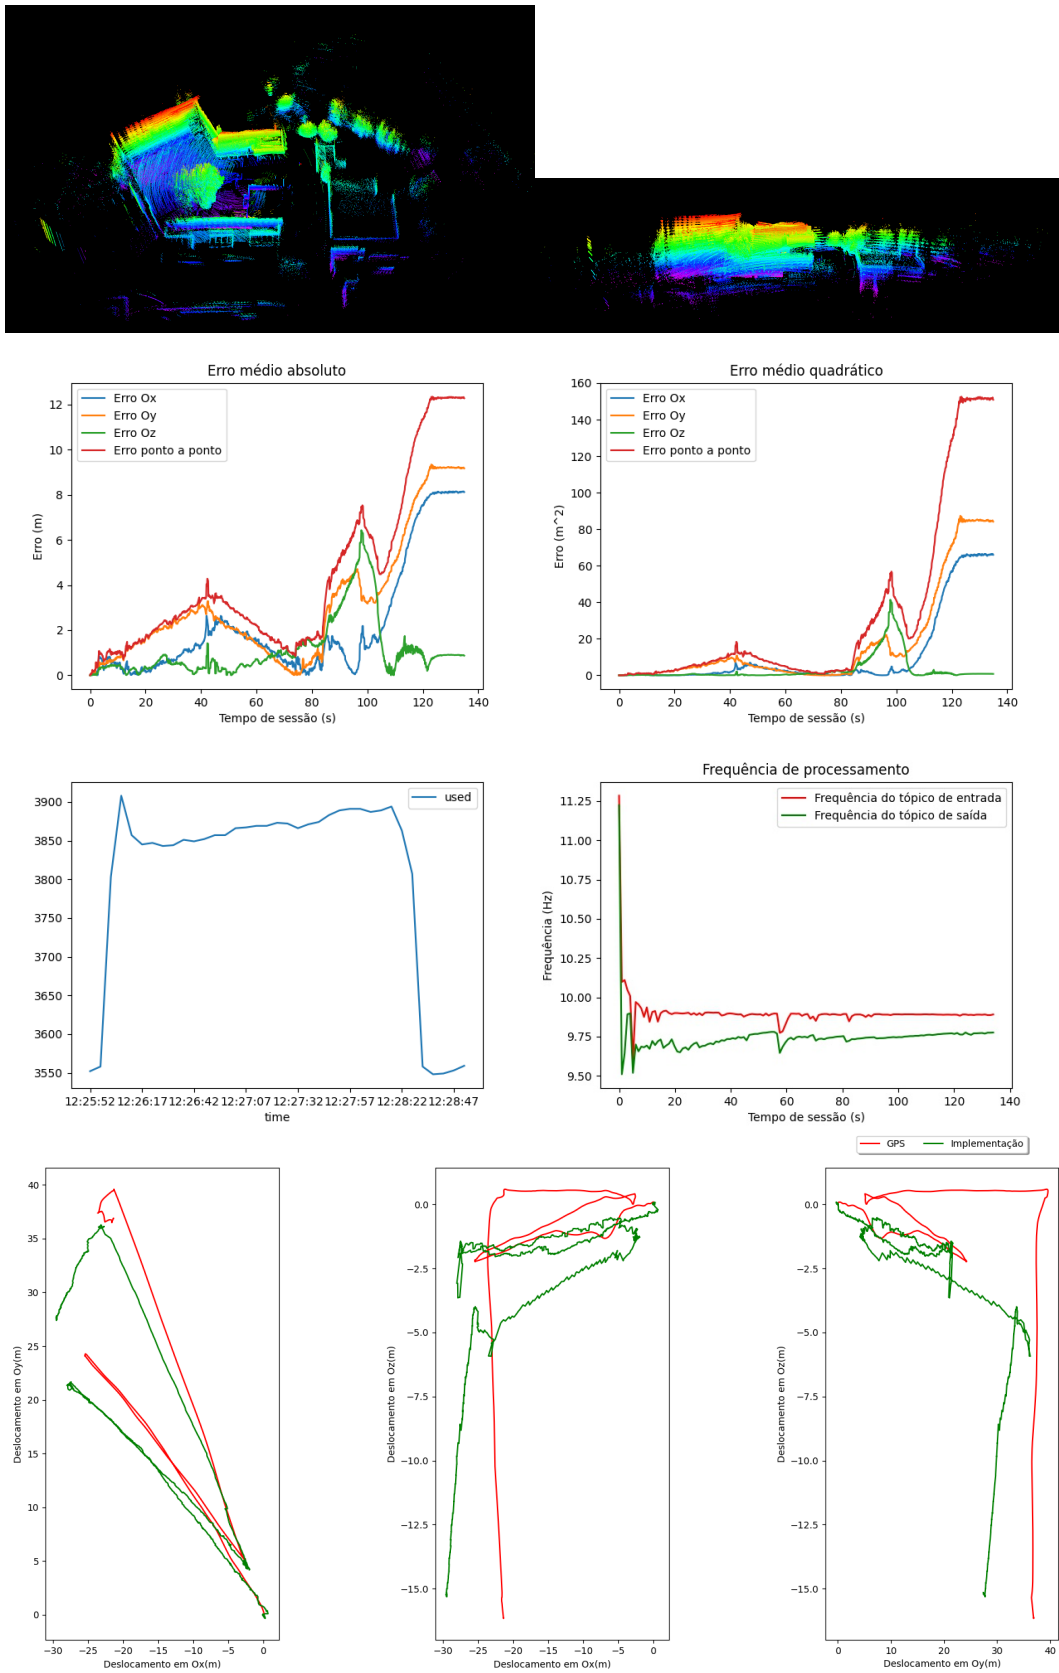 Erro médio absoluto
Erro Ox
Erro Oy
Erro Oz
Erro ponto a ponto
12
10
8
6
4
2
0
Erro (m)
0 20 40 60 80 100 120 140
Tempo de sessão (s)
Erro médio quadrático
Erro Ox
Erro Oy
Erro Oz
Erro ponto a ponto
160
140
120
100
80
60
40
20
0
Erro (m^2)
0 20 40 60 80 100 120 140
Tempo de sessão (s)
used
3900
3850
3800
3750
3700
3650
3600
3550
12:25:52 12:26:17 12:26:42 12:27:07 12:27:32 12:27:57 12:28:22 12:28:47
time
Frequência de processamento
Frequência do tópico de entrada
Frequência do tópico de saída
11.25
11.00
10.75
10.50
10.25
10.00
9.75
9.50
Frequência (Hz)
0 20 40 60 80 100 120 140
Tempo de sessão (s)
GPS Implementação
40
35
30
25
20
15
10
5
0
Deslocamento em Oy(m)
−30 −25 −20 −15 −10 −5 0
Deslocamento em Ox(m)
0.0
−2.5
−5.0
−7.5
−10.0
−12.5
−15.0
Deslocamento em Oz(m)
−30 −25 −20 −15 −10 −5 0
Deslocamento em Ox(m)
0.0
−2.5
−5.0
−7.5
−10.0
−12.5
−15.0
Deslocamento em Oz(m)
0 10 20 30 40
Deslocamento em Oy(m)